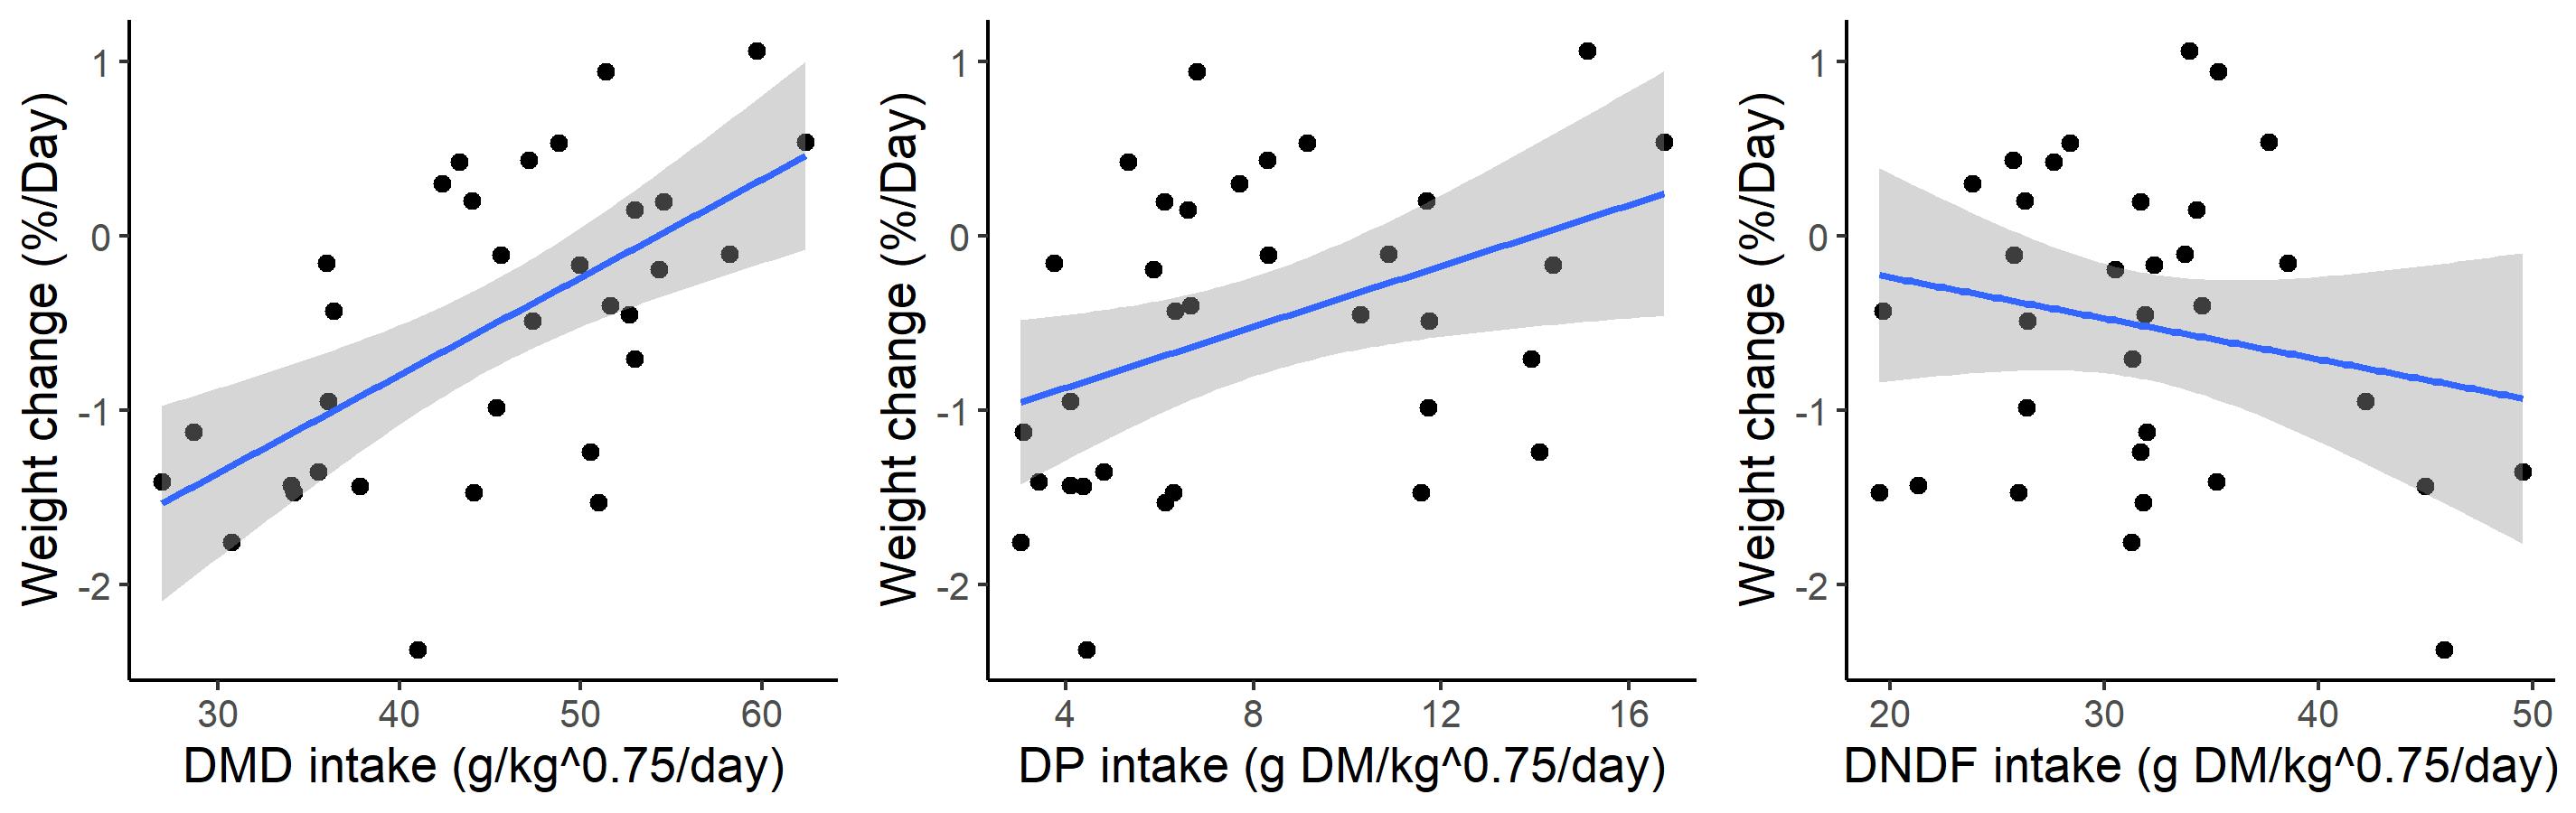 Weight change (%/Day)
1
0
-1
-2
30 40 50 60
DMD intake (g/kg^0.75/day)
Weight change (%/Day)
1
0
-1
-2
4 8 12 16
DP intake (g DM/kg^0.75/day)
Weight change (%/Day)
1
0
-1
-2
20 30 40 50
DNDF intake (g DM/kg^0.75/day)